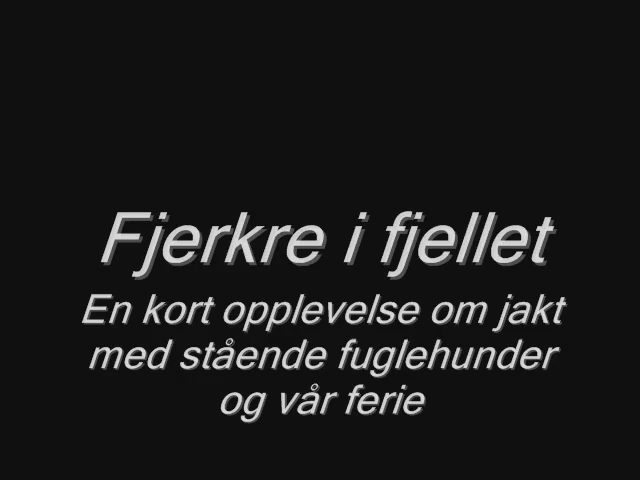 Fjerkre i fjellet
En kort opplevelse om jakt
med stående fuglehunder
og vår ferie